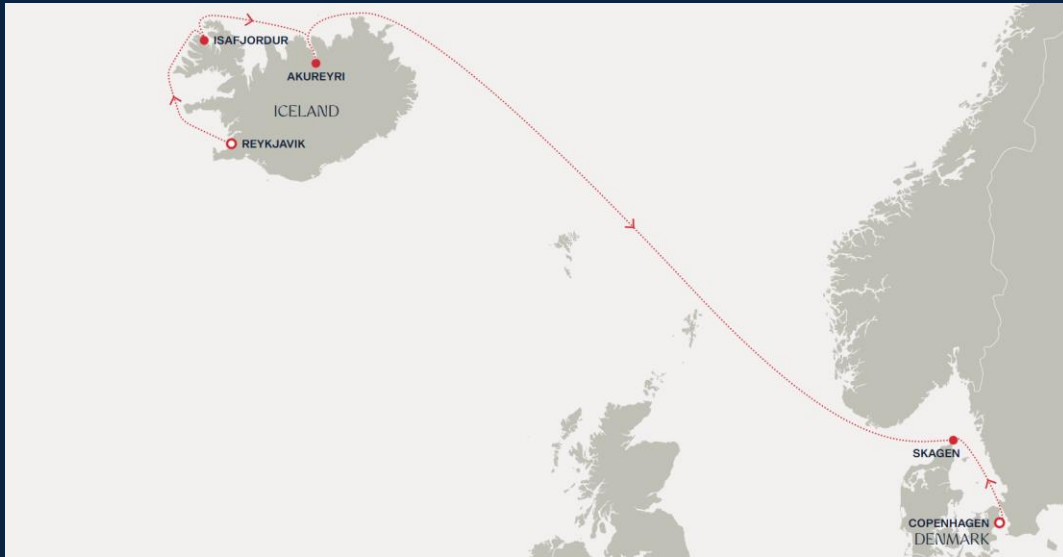 ISAFJORDUR
AKUREYRI
ICELAND
REYKJAVIK
SKAGEN
COPENHAGEN
DENMARK